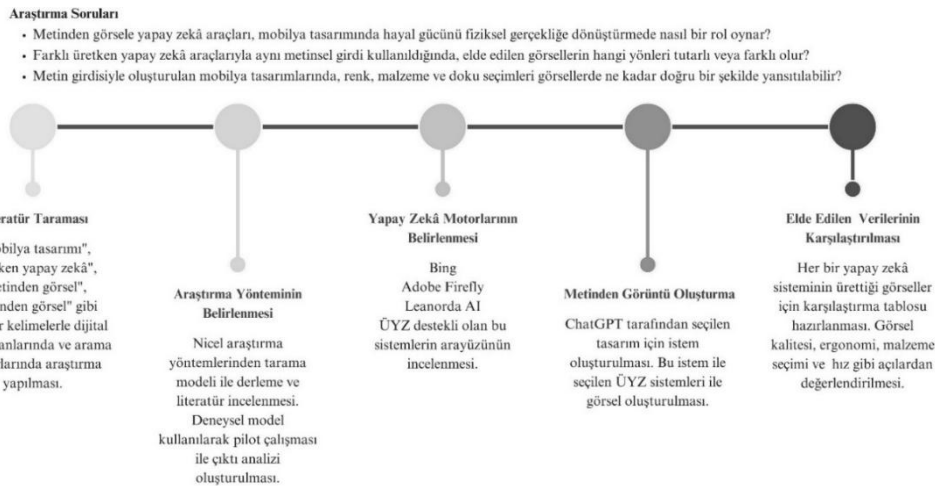 Araştırma Soruları
• Metinden görsele yapay zekâ araçları, mobilya tasarımında hayal gücünü fiziksel gerçekliğe dönüştürmede nasıl bir rol oynar?
• Farklı üretken yapay zekâ araçlarıyla aynı metinsel girdi kullanıldığında, elde edilen görsellerin hangi yönleri tutarlı veya farklı olur?
• Metin girdisiyle oluşturulan mobilya tasarımlarında, renk, malzeme ve doku seçimleri görsellerde ne kadar doğru bir şekilde yansıtılabilir?
eratür Taraması
bilya tasarımı",
ken yapay zekâ",
etinden görsel",
nden görsel" gibi
r kelimelerle dijital
anlarında ve arama
larında araştırma
yapılması.
Araştırma Yönteminin
Belirlenmesi
Nicel araştırma
yöntemlerinden tarama
modeli ile derleme ve
literatür incelenmesi.
Deneysel model
kullanılarak pilot çalışması
ile çıktı analizi
oluşturulması.
Yapay Zekâ Motorlarının
Belirlenmesi
Bing
Adobe Firefly
Leanorda AI
ÜYZ destekli olan bu
sistemlerin arayüzünün
incelenmesi.
Metinden Görüntü Oluşturma
ChatGPT tarafından seçilen
tasarım için istem
oluşturulması. Bu istem ile
seçilen ÜYZ sistemleri ile
görsel oluşturulması.
Elde Edilen Verilerinin
Karşılaştırılması
Her bir yapay zekâ
sisteminin ürettiği görseller
için karşılaştırma tablosu
hazırlanması. Görsel
kalitesi, ergonomi, malzeme
seçimi ve hız gibi açılardan
değerlendirilmesi.